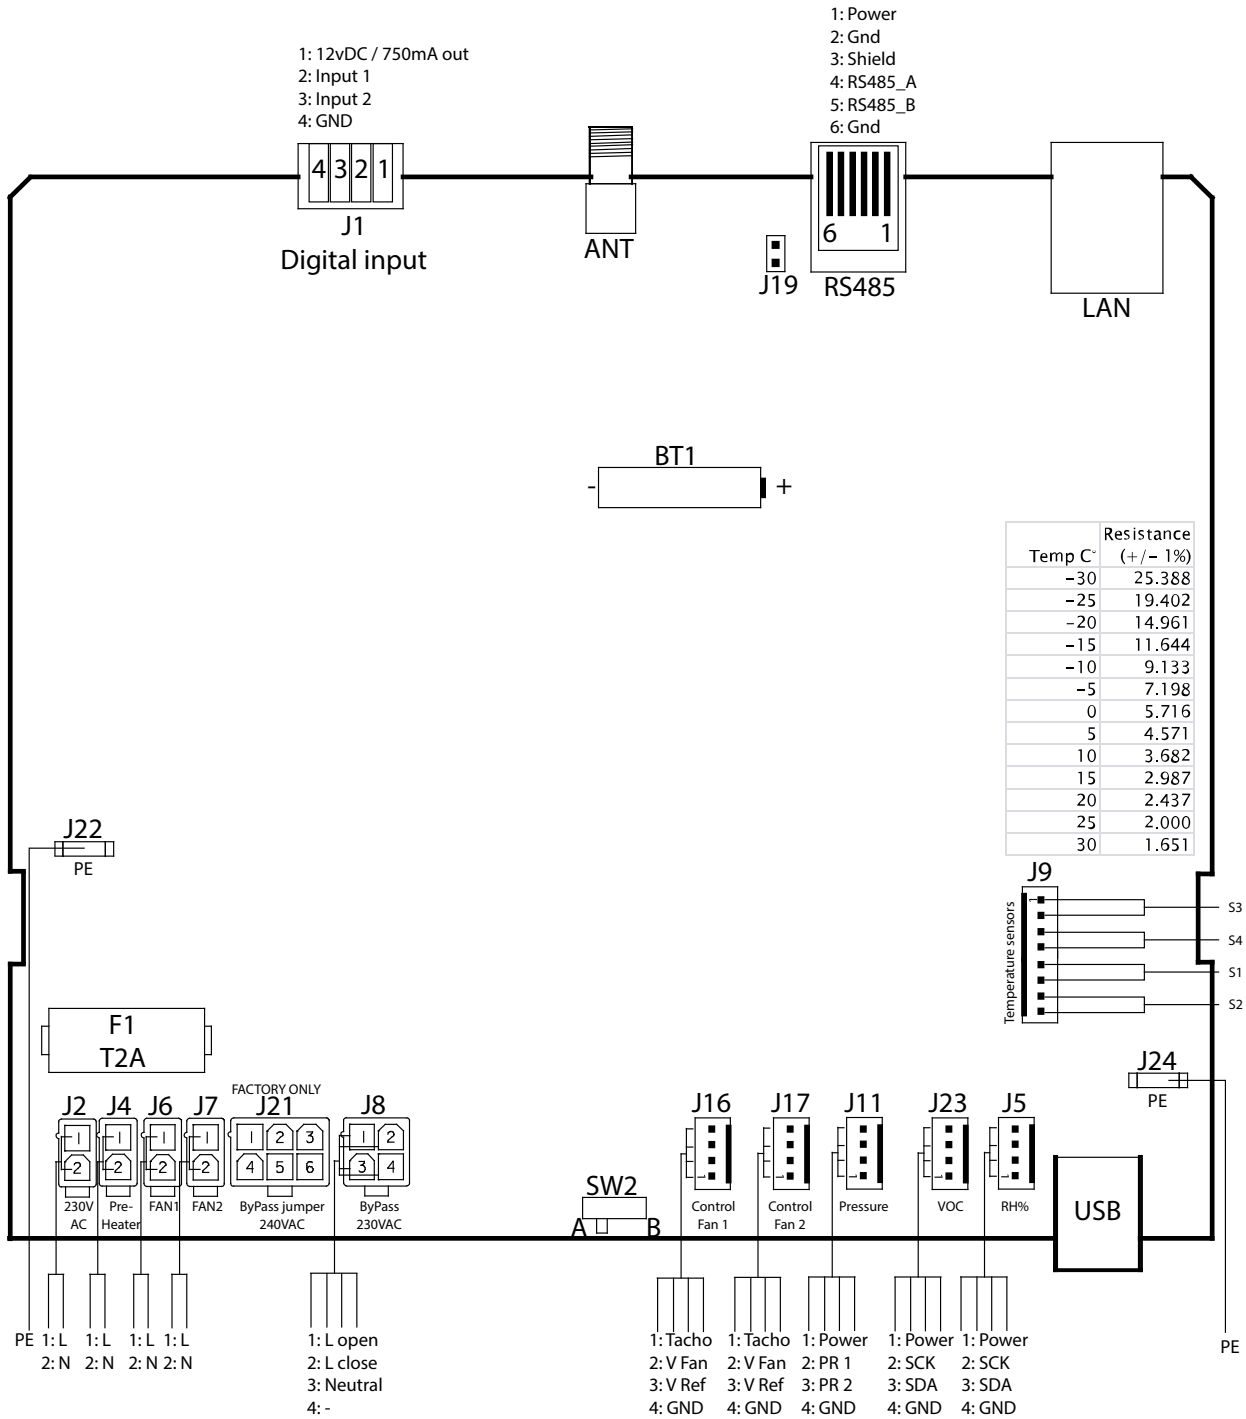 1: Power
2: Gnd
3: Shield
4: RS485_A
5: RS485_B
6: Gnd
1: 12vDC / 750mA out
2: Input 1
3: Input 2
4: GND
4 3 2 1
J1
Digital input
ANT
J19
6 1
RS485
LAN
BT1
- +
Temp C° Resistance (+/- 1%)
-30 25.388
-25 19.402
-20 14.961
-15 11.644
-10 9.133
-5 7.198
0 5.716
5 4.571
10 3.682
15 2.987
20 2.437
25 2.000
30 1.651
J22
PE
J9
1
Temperature sensors
S3
S4
S1
S2
F1
T2A
J24
PE
FACTORY ONLY
J2 J4 J6 J7 J21 J8
1 1 1 1 1 2 3 1 2
2 2 2 2 4 5 6 3 4
230V AC
Pre-Heater
FAN1
FAN2
ByPass jumper
240VAC
ByPass
230VAC
SW2
A B
J16 J17 J11 J23 J5
1 1 1 1 1
Control
Fan 1
Control
Fan 2
Pressure
VOC
RH%
USB
PE
1: L
2: N
1: L
2: N
1: L
2: N
1: L
2: N
1: L open
2: L close
3: Neutral
4: -
1: Tacho
2: V Fan
3: V Ref
4: GND
1: Tacho
2: V Fan
3: V Ref
4: GND
1: Power
2: PR 1
3: PR 2
4: GND
1: Power
2: SCK
3: SDA
4: GND
1: Power
2: SCK
3: SDA
4: GND
PE